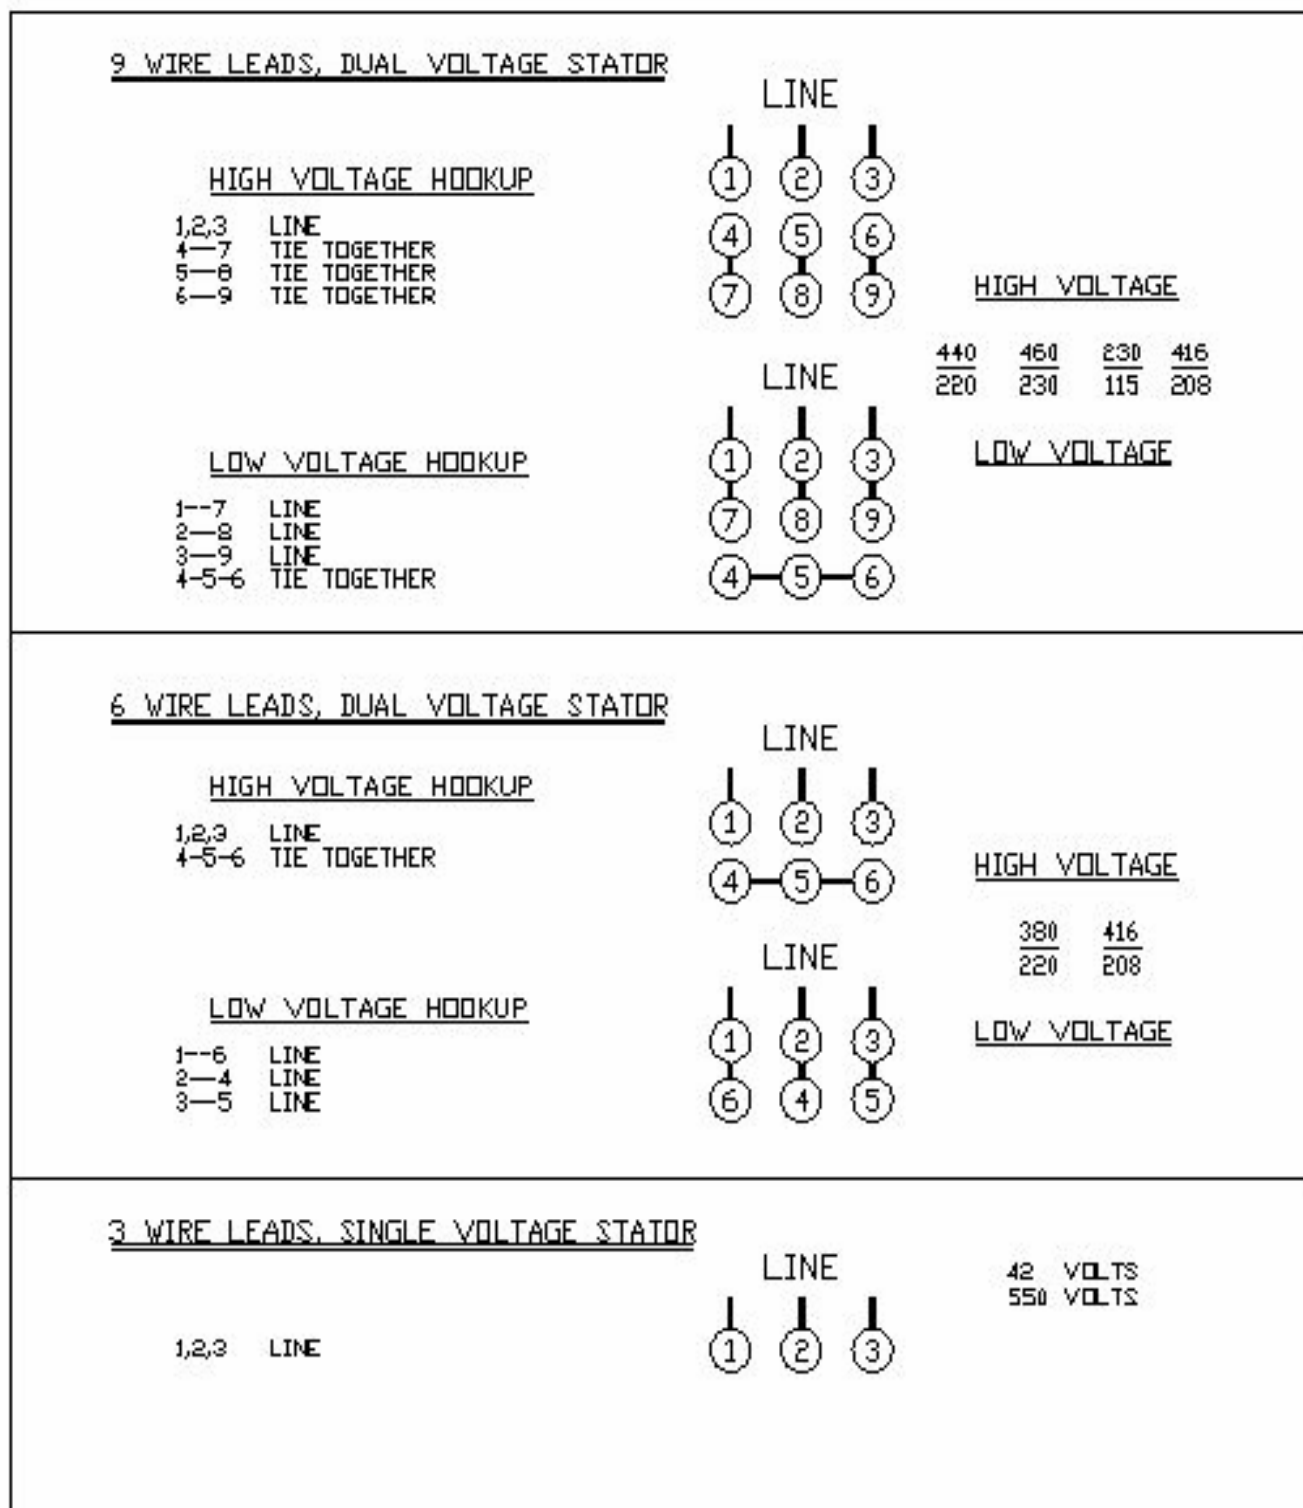 9 WIRE LEADS, DUAL VOLTAGE STATOR
LINE
HIGH VOLTAGE HOOKUP
1 2 3
1,2,3 LINE
4--7 TIE TOGETHER
4 5 6
5--8 TIE TOGETHER
6--9 TIE TOGETHER
7 8 9
HIGH VOLTAGE
440 460 230 416
220 230 115 208
LOW VOLTAGE
LINE
LOW VOLTAGE HOOKUP
1 2 3
1--7 LINE
2--8 LINE
7 8 9
3--9 LINE
4-5-6 TIE TOGETHER
4 5 6
6 WIRE LEADS, DUAL VOLTAGE STATOR
LINE
HIGH VOLTAGE HOOKUP
1 2 3
1,2,3 LINE
4-5-6 TIE TOGETHER
4 5 6
HIGH VOLTAGE
380 416
220 208
LOW VOLTAGE
LINE
LOW VOLTAGE HOOKUP
1 2 3
1--6 LINE
2--4 LINE
3--5 LINE
6 4 5
3 WIRE LEADS, SINGLE VOLTAGE STATOR
LINE
42 VOLTS
550 VOLTS
1,2,3 LINE
1 2 3